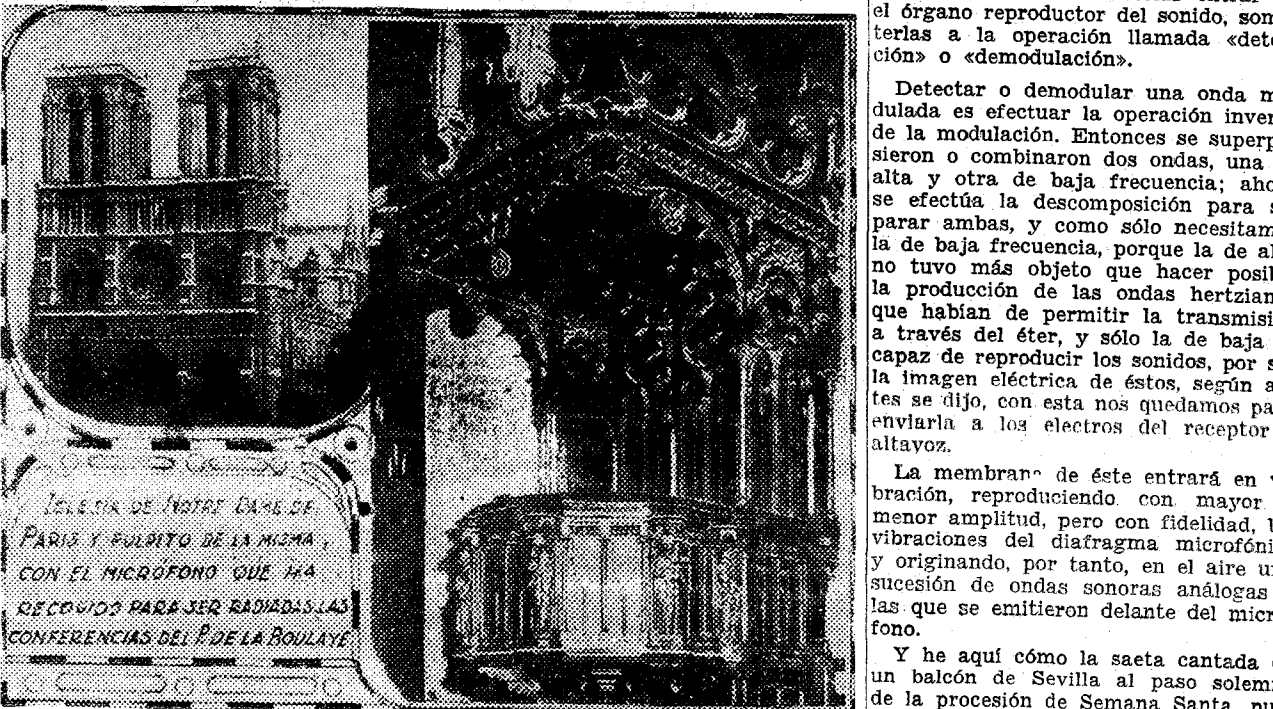 IGLESIA DE NOTRE DAME DE
PARIS Y PULPITO DE LA MISMA,
CON EL MICRÓFONO QUE HA
RECOGIDO PARA SER RADIADAS LAS
CONFERENCIAS DEL P. DE LA BOULAYE
el órgano reproductor del sonido, som
terlas a la operación llamada «dete
ción» o «demodulación».
Detectar o demodular una onda m
dulada es efectuar la operación inver
de la modulación. Entonces se superp
sieron o combinaron dos ondas, una
alta y otra de baja frecuencia; aho
se efectúa la descomposición para s
parar ambas, y como sólo necesitam
la de baja frecuencia, porque la de al
no tuvo más objeto que hacer posil
la producción de las ondas hertzian
que habían de permitir la transmisi
a través del éter, y sólo la de baja
capaz de reproducir los sonidos, por s
la imagen eléctrica de éstos, según a
tes se dijo, con esta nos quedamos pa
enviarla a los electros del receptor
altavoz.
La membrana de éste entrará en v
bración, reproduciendo con mayor
menor amplitud, pero con fidelidad, l
vibraciones del diafragma microfóni
y originando, por tanto, en el aire u
sucesión de ondas sonoras análogas
las que se emitieron delante del micr
fono.
Y he aquí cómo la saeta cantada
un balcón de Sevilla al paso solem
de la procesión de Semana Santa, pu